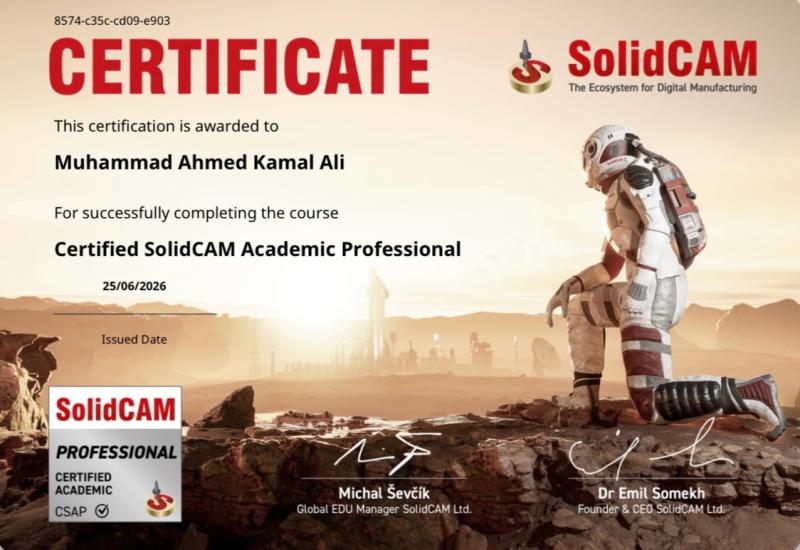 8574-c35c-cd09-e903
CERTIFICATE
SolidCAM
The Ecosystem for Digital Manufacturing
This certification is awarded to
Muhammad Ahmed Kamal Ali
For successfully completing the course
Certified SolidCAM Academic Professional
25/06/2026
Issued Date
SolidCAM
PROFESSIONAL
CERTIFIED
ACADEMIC
CSAP
Michal Ševčík
Global EDU Manager SolidCAM Ltd.
Dr Emil Somekh
Founder & CEO SolidCAM Ltd.